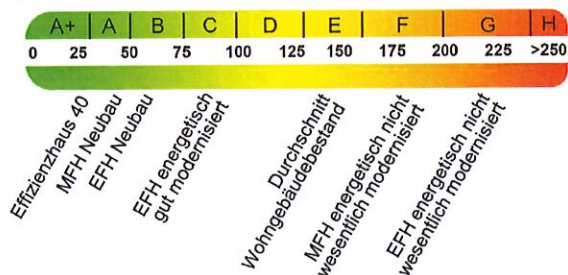 A+ A B C D E F G H
0 25 50 75 100 125 150 175 200 225 >250
Effizienzhaus 40
MFH Neubau
EFH Neubau
EFH energetisch
gut modernisiert
Durchschnitt
Wohngebäudebestand
MFH energetisch nicht
wesentlich modernisiert
EFH energetisch nicht
wesentlich modernisiert